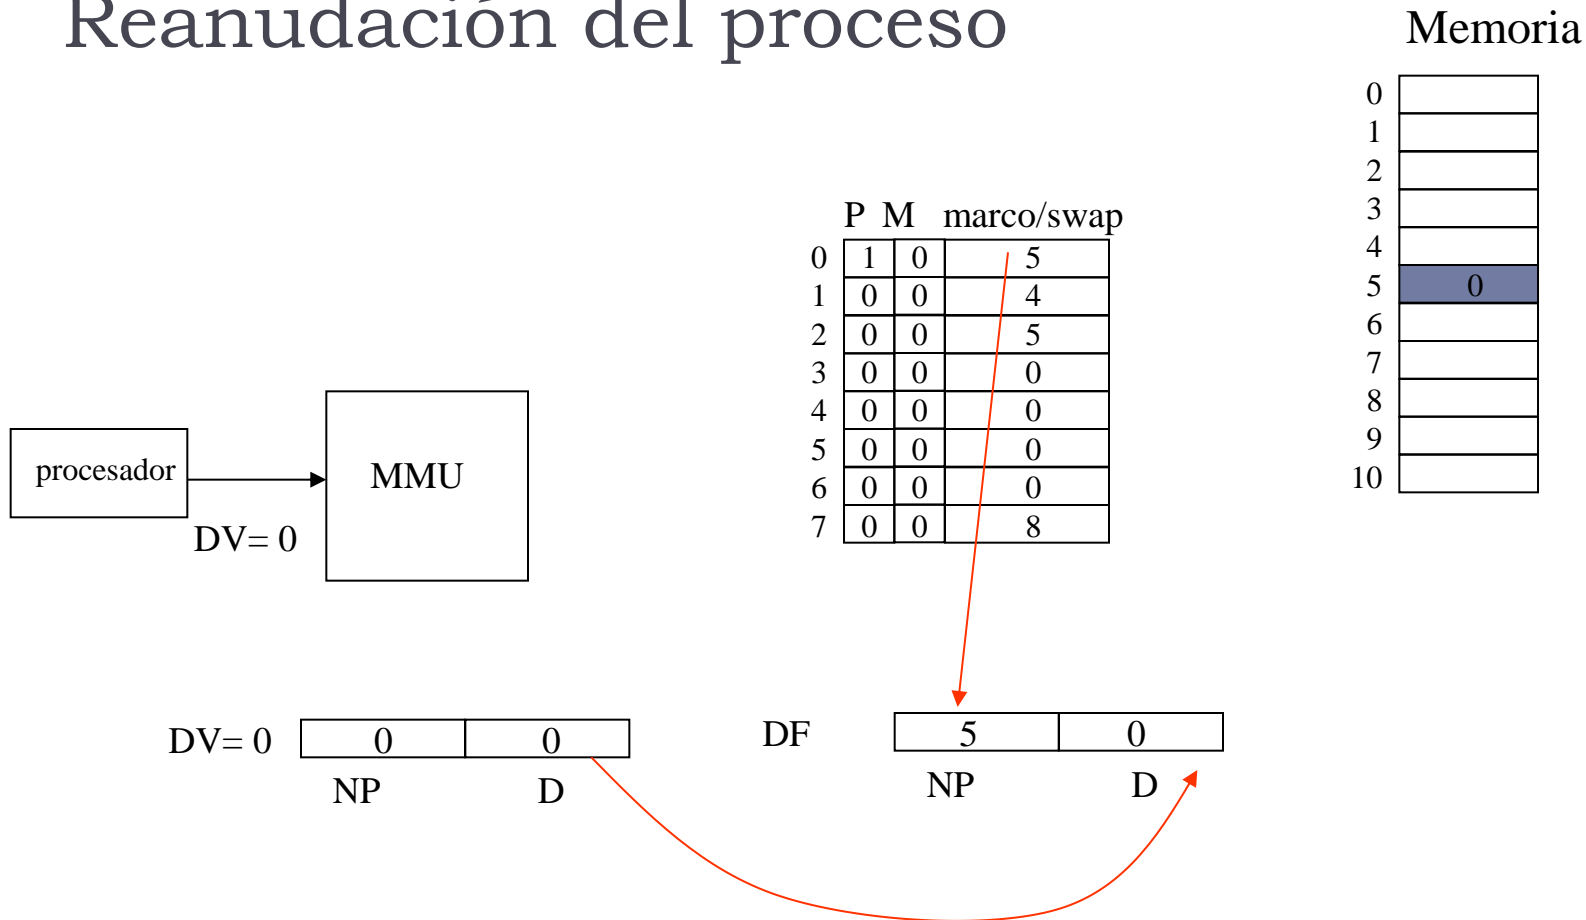 Reanudación del proceso
Memoria
0
1
2
3
4
5 0
6
7
8
9
10
P M marco/swap
0 1 0 5
1 0 0 4
2 0 0 5
3 0 0 0
4 0 0 0
5 0 0 0
6 0 0 0
7 0 0 8
procesador
MMU
DV= 0
DV= 0 0 0
NP D
DF 5 0
NP D